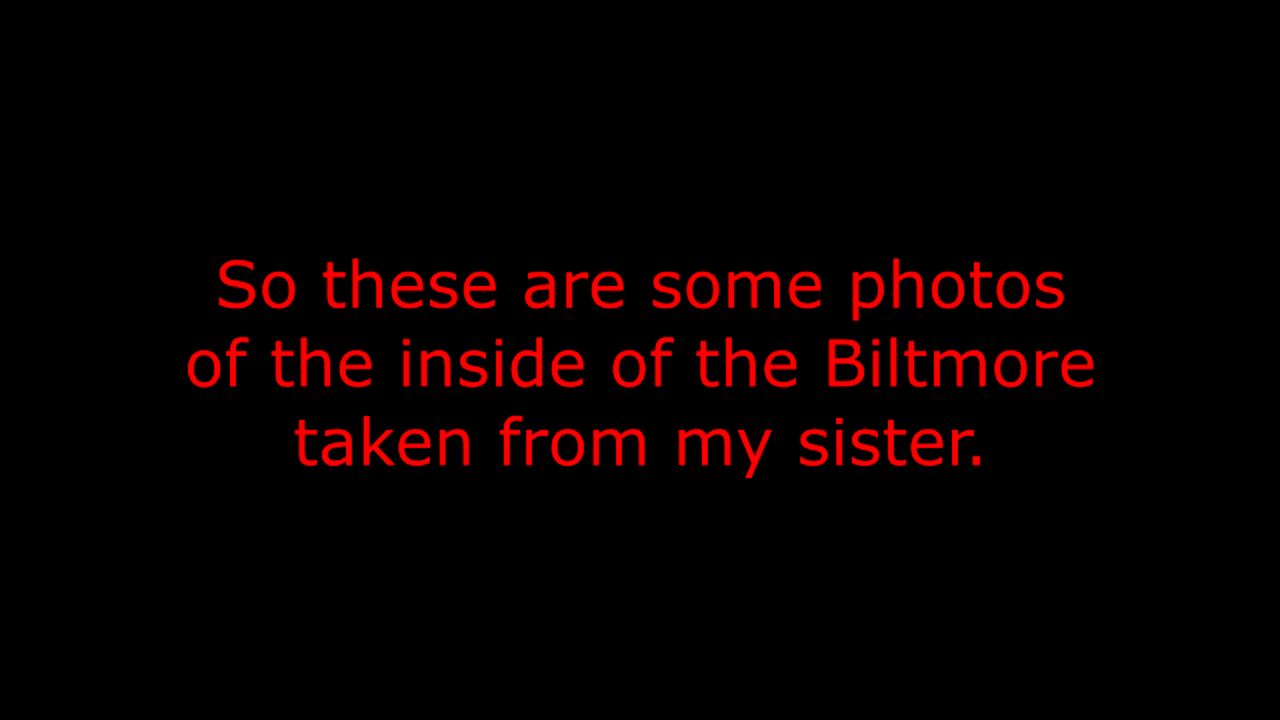 So these are some photos
of the inside of the Biltmore
taken from my sister.